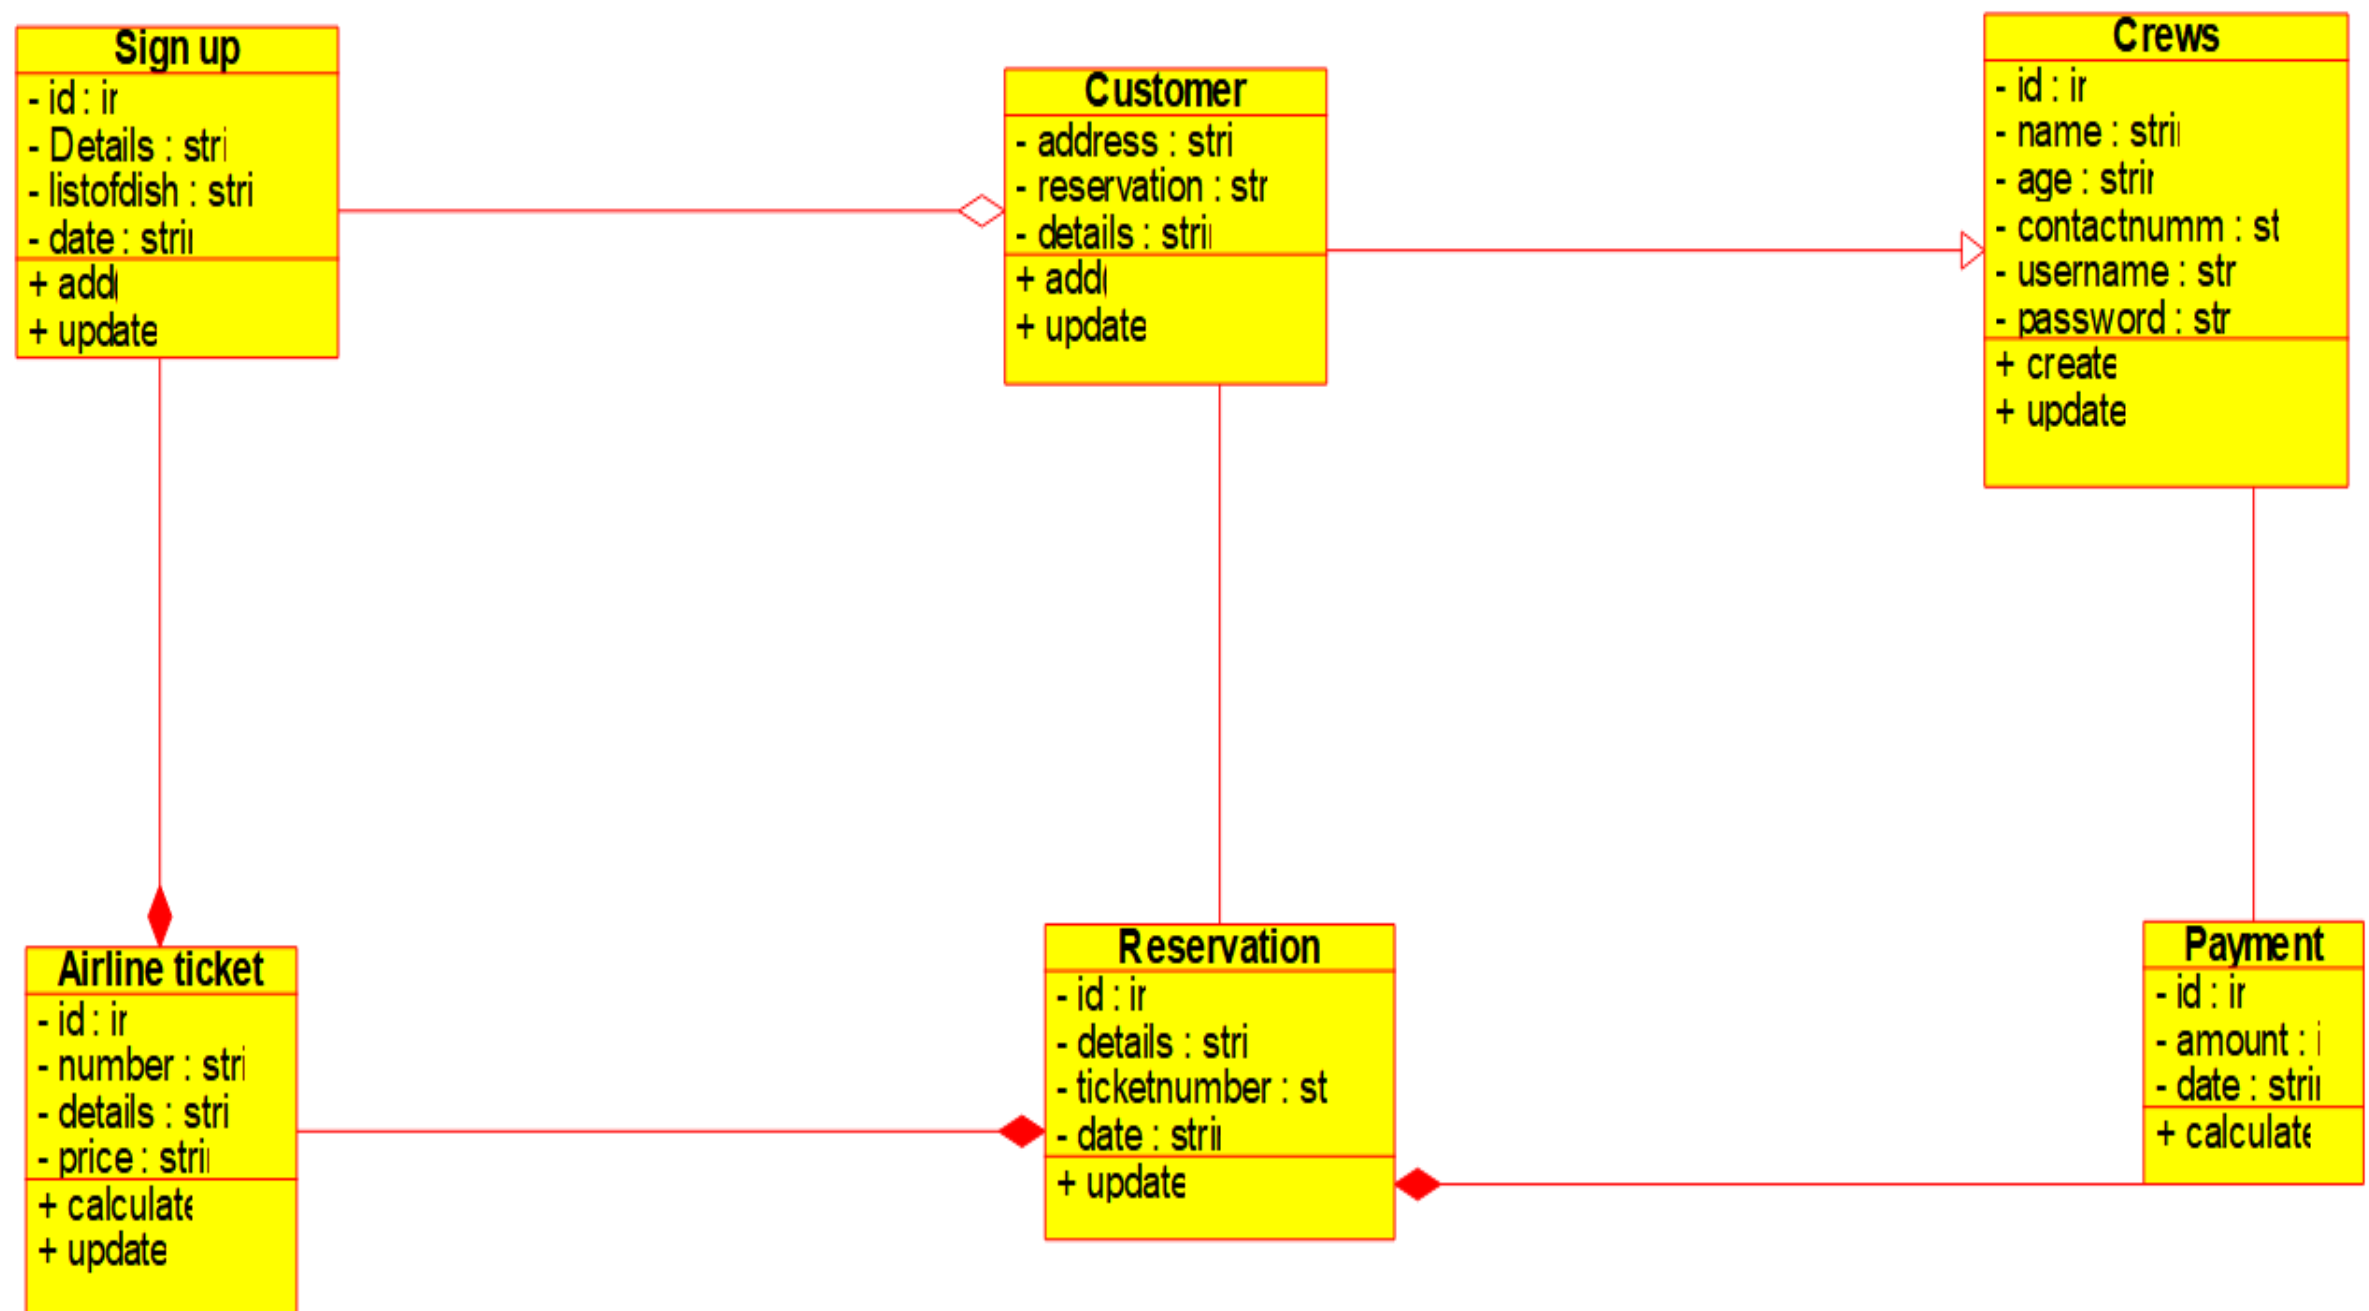 Sign up
- id : ir
- Details : stri
- listofdish : stri
- date : strii
+ add(
+ update
Customer
- address : stri
- reservation : str
- details : stri
+ add(
+ update
Crews
- id : ir
- name : stri
- age : strir
- contactnumm : st
- username : str
- password : str
+ create
+ update
Airline ticket
- id : ir
- number : stri
- details : stri
- price : stri
+ calculate
+ update
Reservation
- id : ir
- details : stri
- ticketnumber : st
- date : strii
+ update
Payment
- id : ir
- amount : i
- date : strii
+ calculate